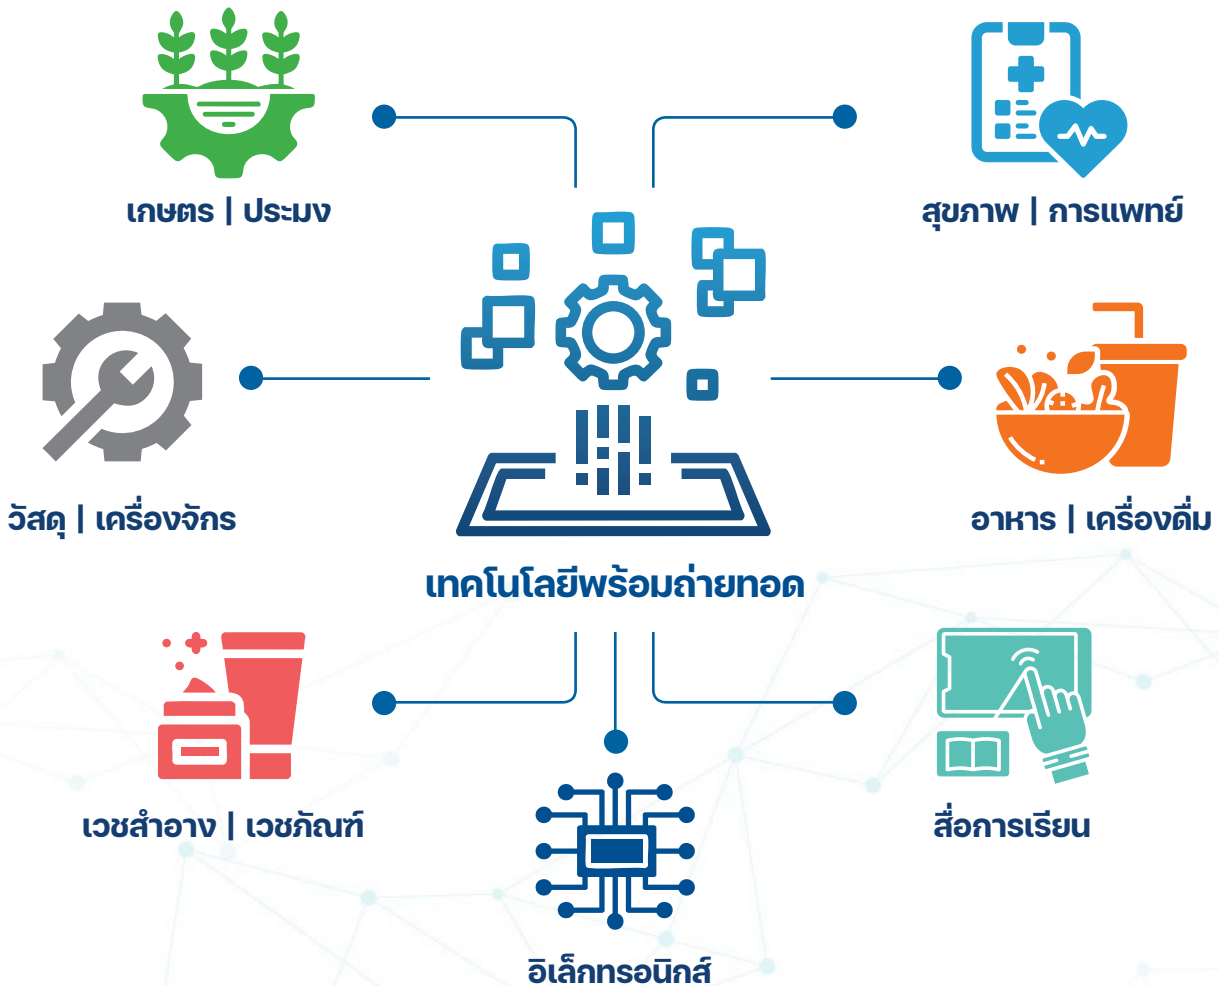 เกษตร | ประมง
สุขภาพ | การแพทย์
วัสดุ | เครื่องจักร
อาหาร | เครื่องดื่ม
เทคโนโลยีพร้อมถ่ายทอด
เวชสำอาง | เวชภัณฑ์
สื่อการเรียน
อิเล็กทรอนิกส์